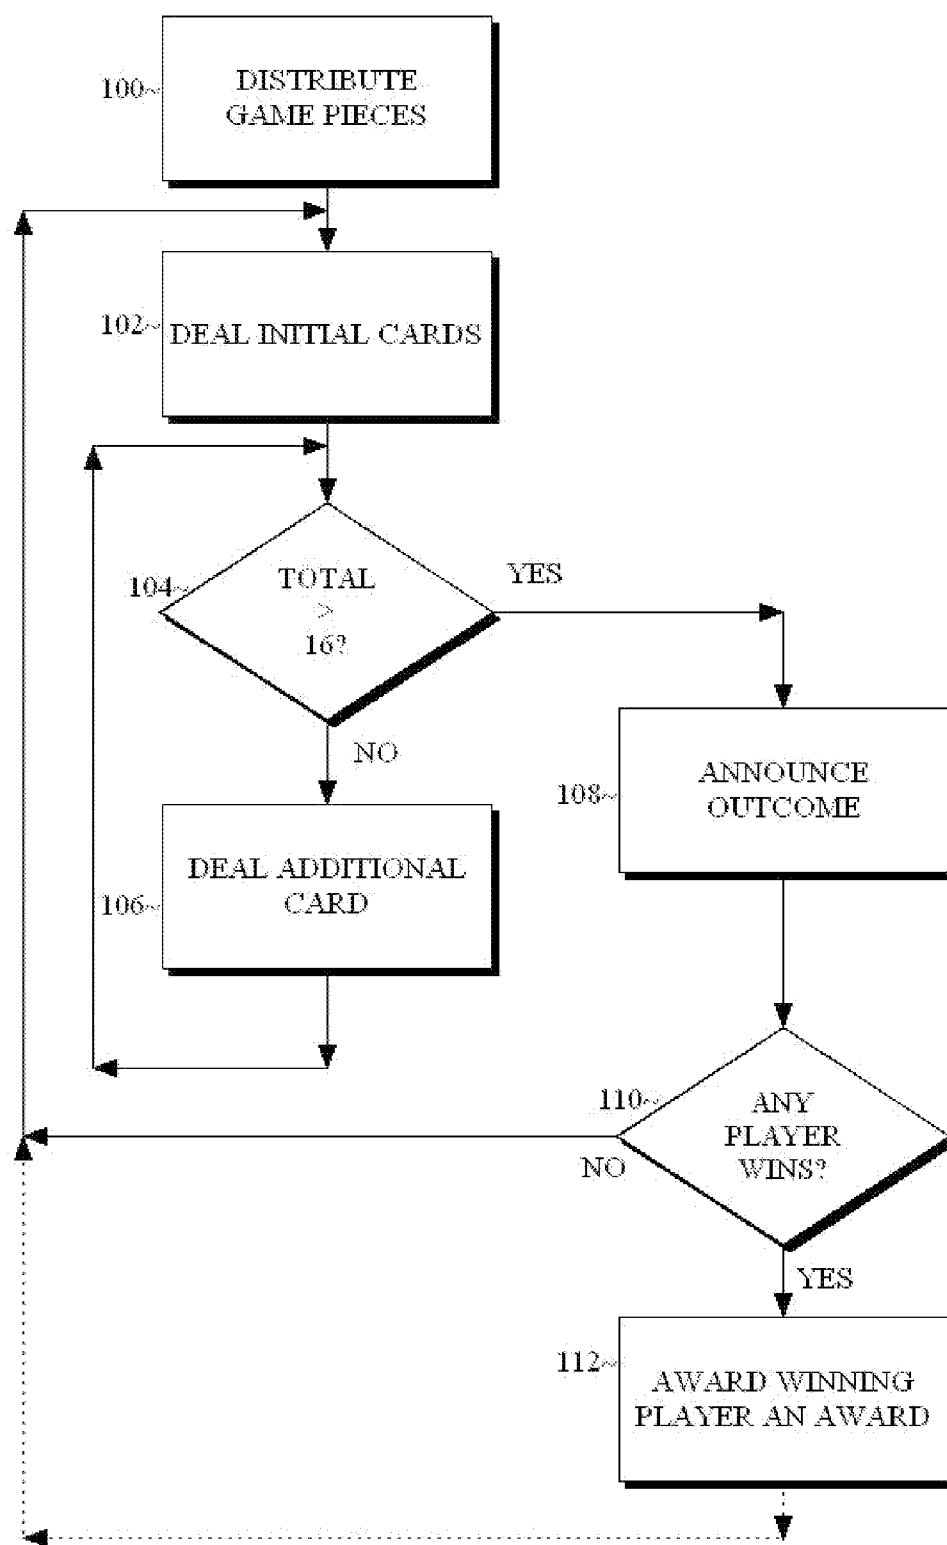 100~
DISTRIBUTE
GAME PIECES
102~
DEAL INITIAL CARDS
104~
TOTAL
>
16?
YES
NO
106~
DEAL ADDITIONAL
CARD
108~
ANNOUNCE
OUTCOME
110~
ANY
PLAYER
WINS?
NO
YES
112~
AWARD WINNING
PLAYER AN AWARD